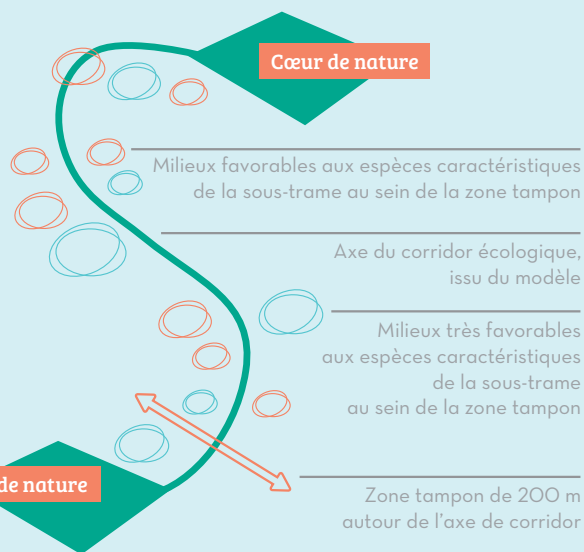 Cœur de nature
Milieux favorables aux espèces caractéristiques
de la sous-trame au sein de la zone tampon
Axe du corridor écologique,
issu du modèle
Milieux très favorables
aux espèces caractéristiques
de la sous-trame
au sein de la zone tampon
de nature
Zone tampon de 200 m
autour de l’axe de corridor